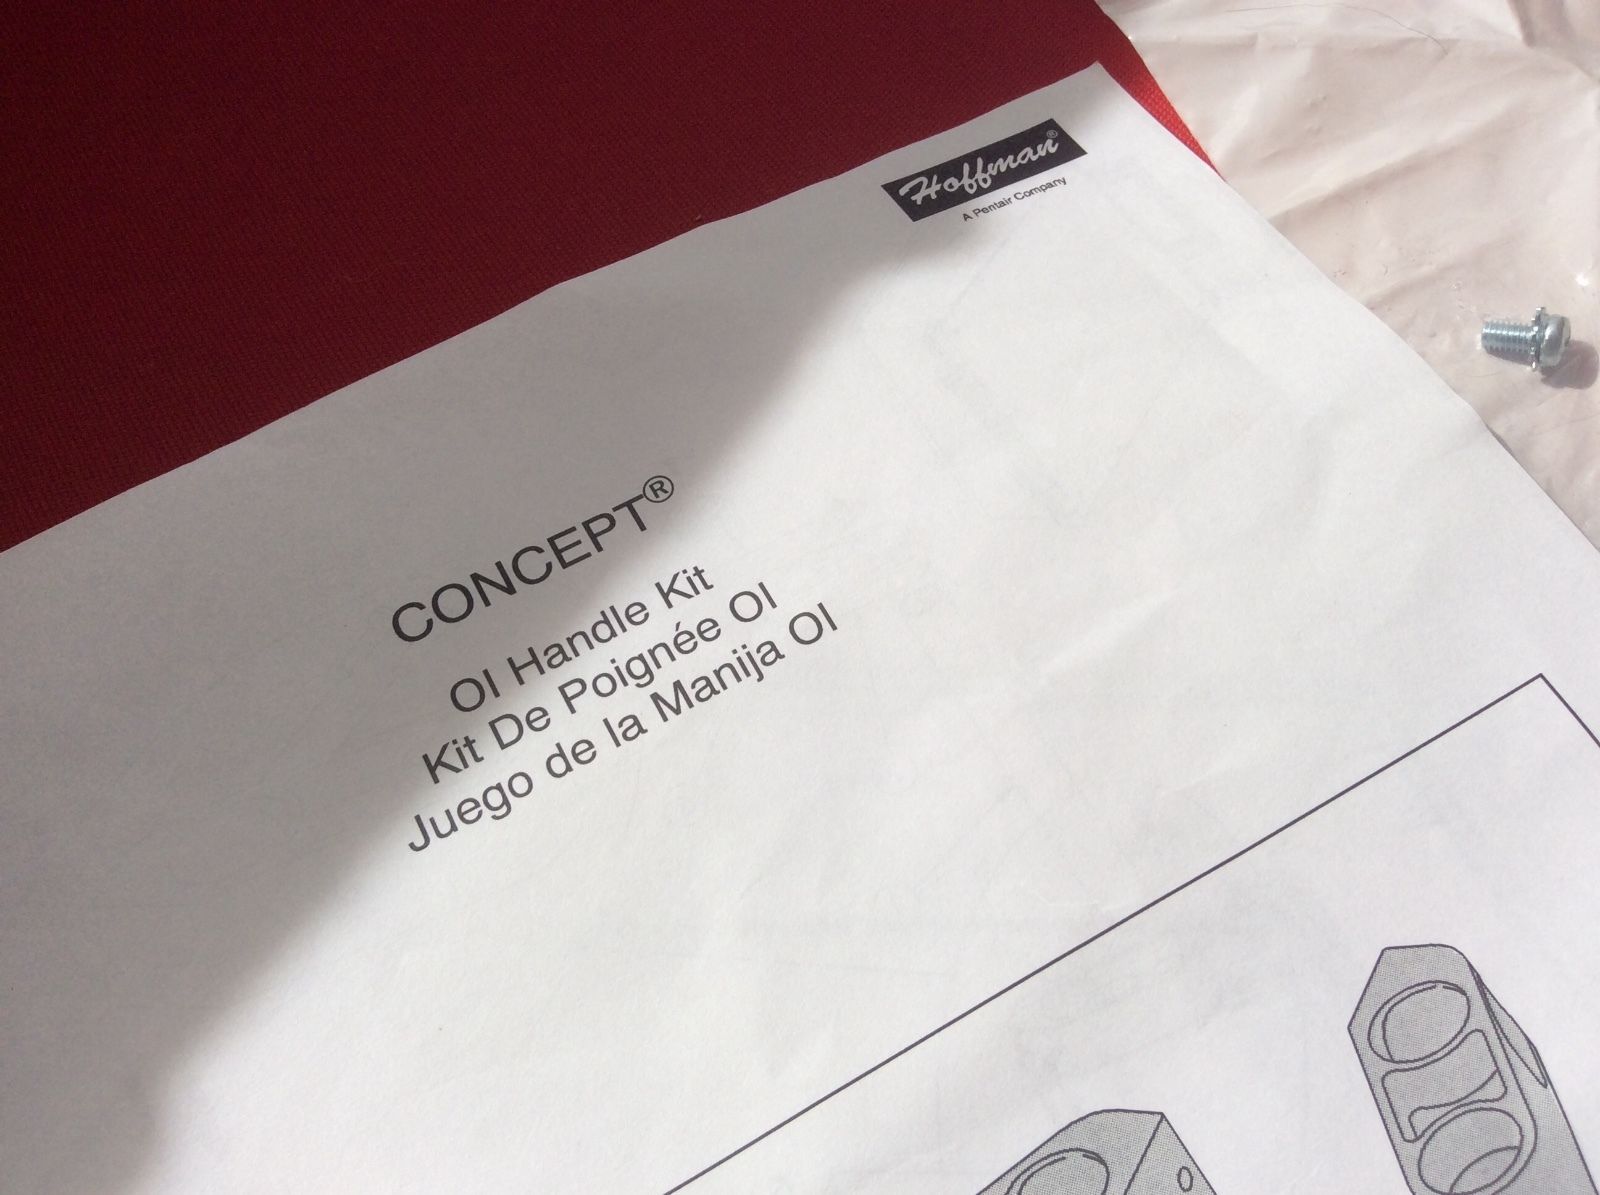 Hoffman®
A Pentair Company
CONCEPT®
OI Handle Kit
Kit De Poignée OI
Juego de la Manija OI